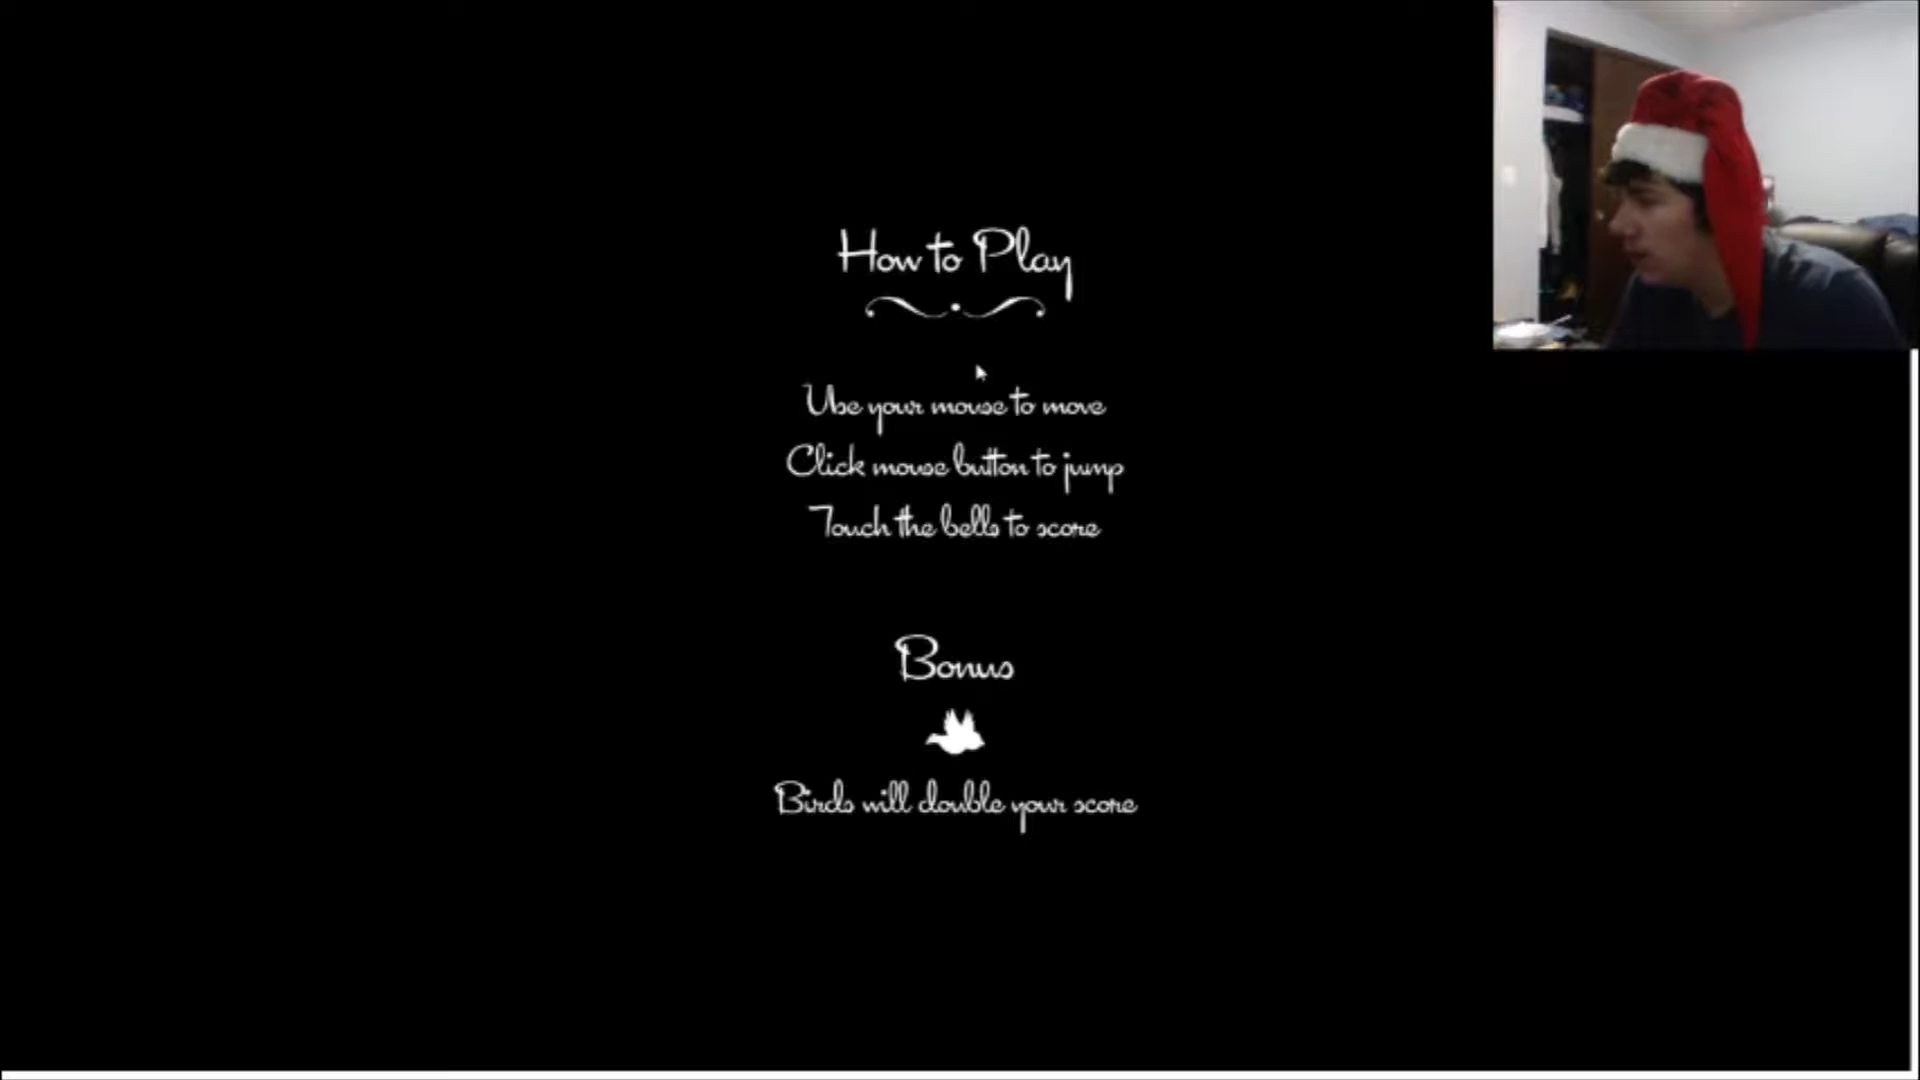 How to Play
Use your mouse to move
Click mouse button to jump
Touch the bells to score
Bonus
Birds will double your score